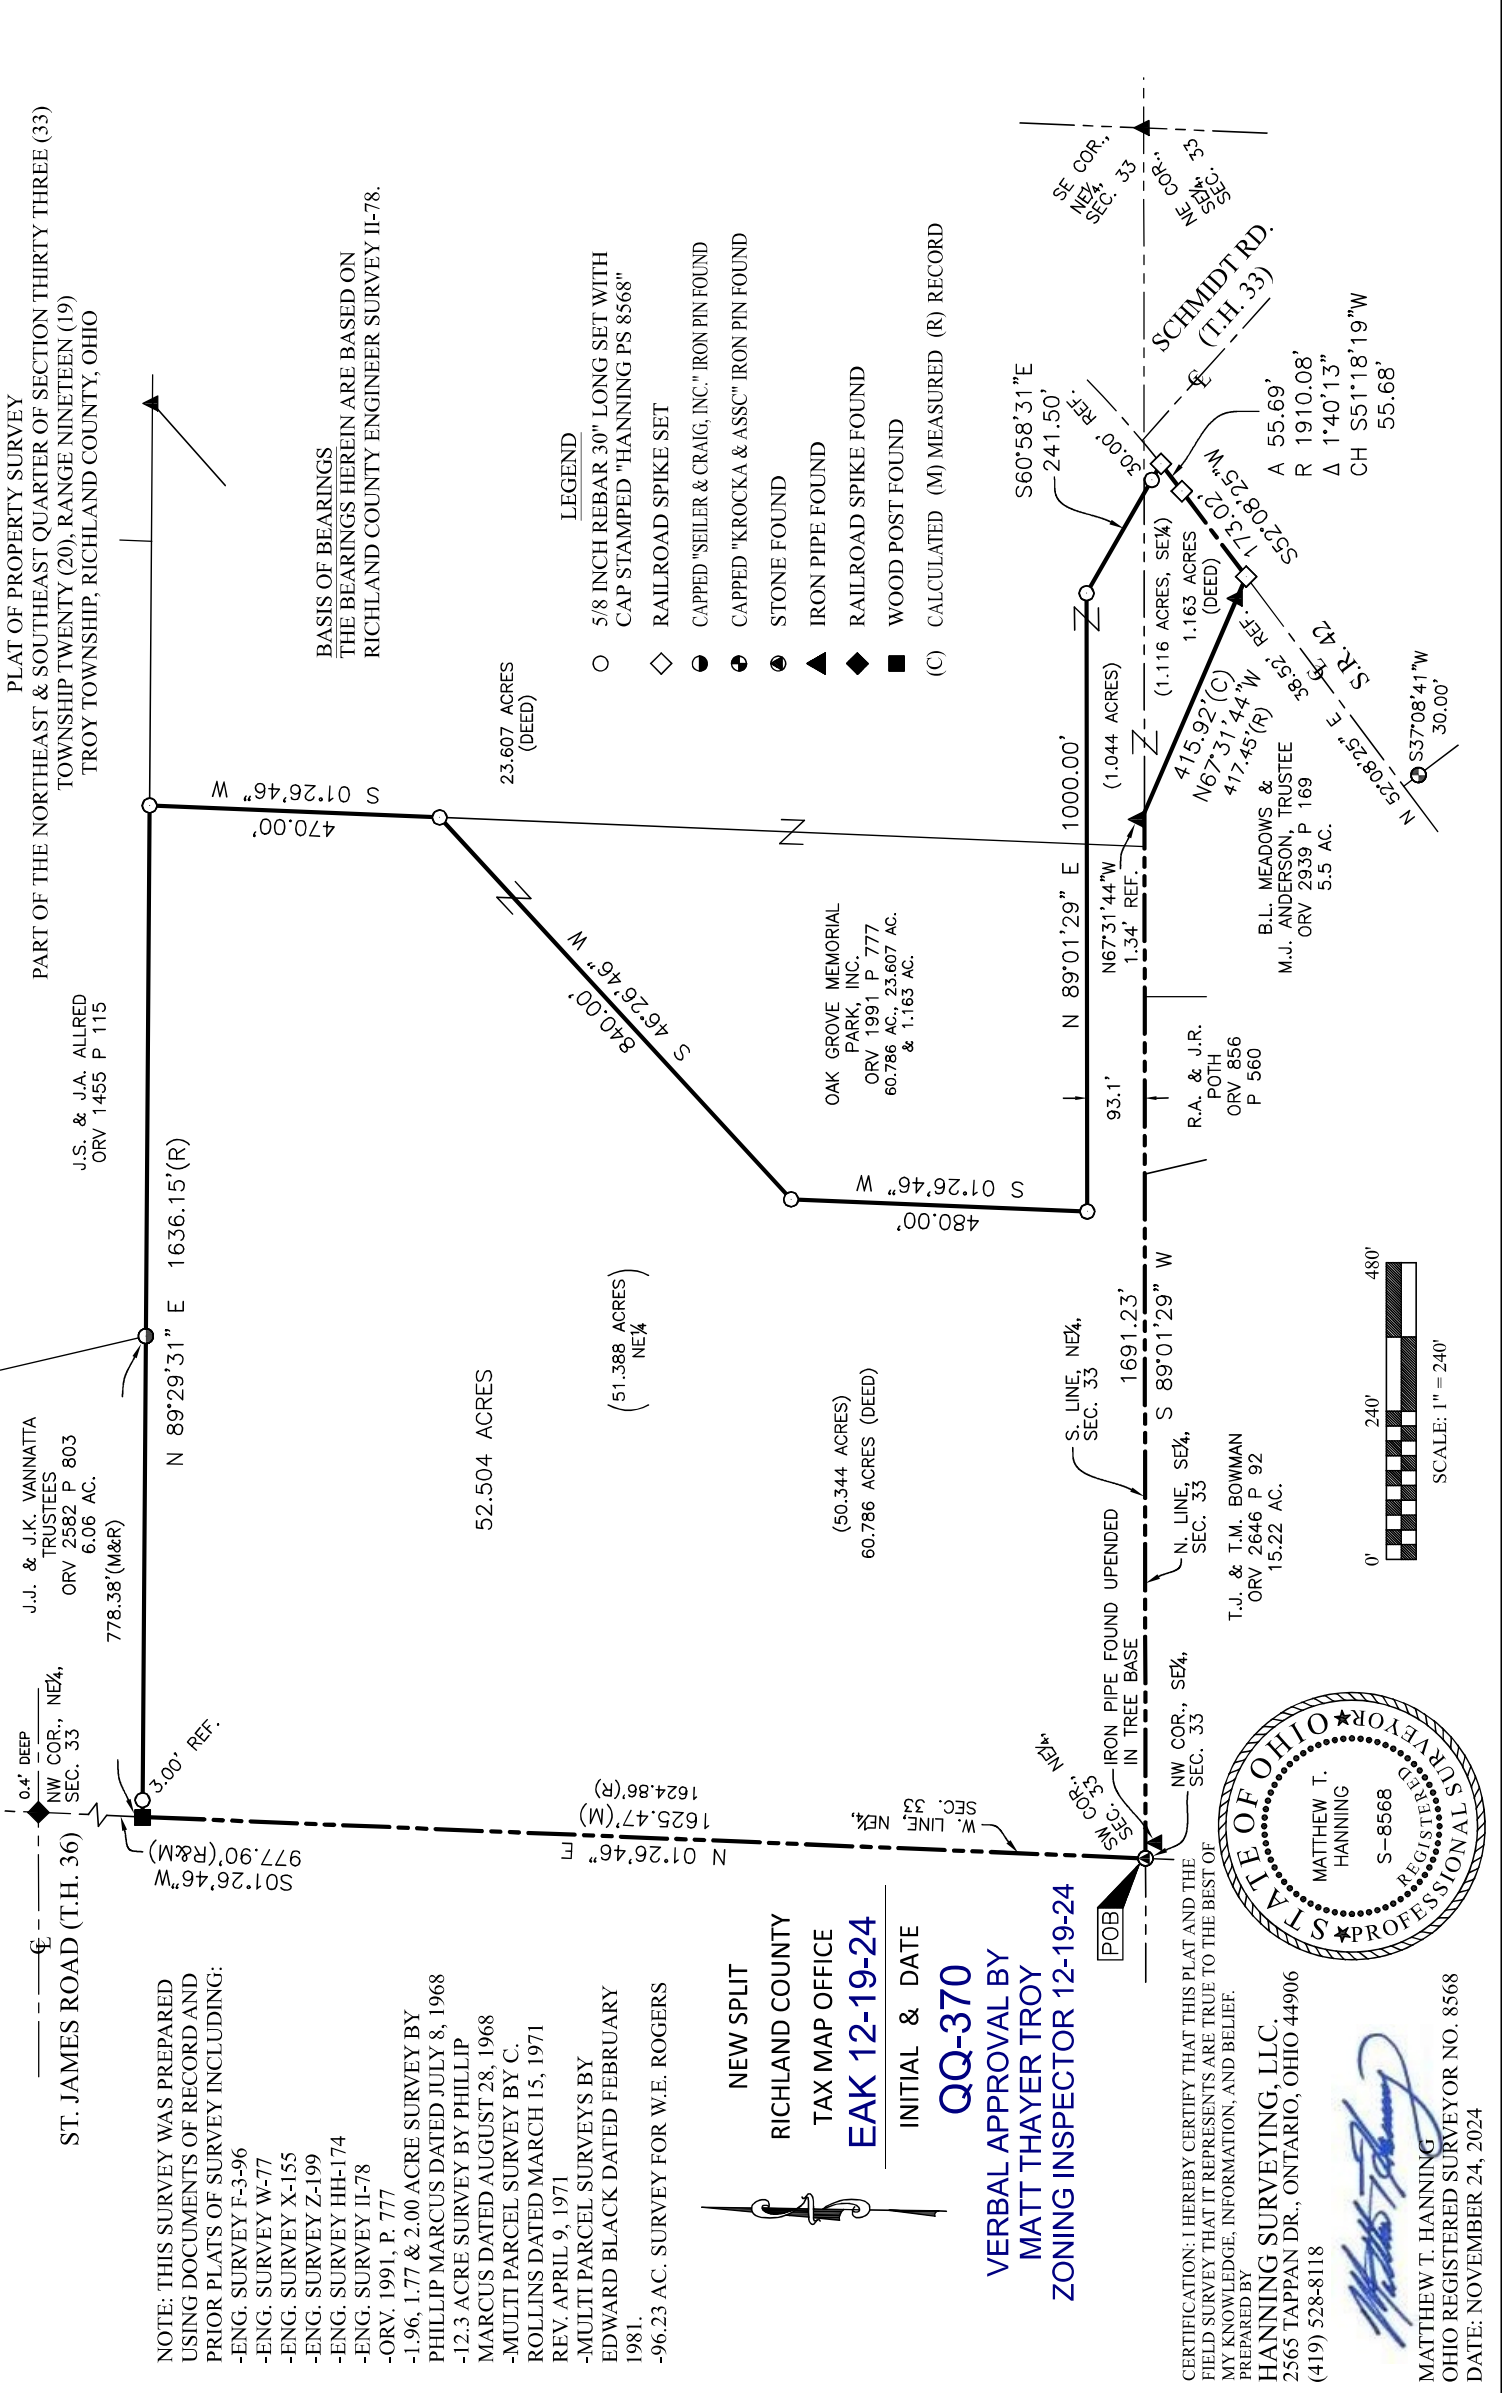 PLAT OF PROPERTY SURVEY
PART OF THE NORTHEAST & SOUTHEAST QUARTER OF SECTION THIRTY THREE (33)
TOWNSHIP TWENTY (20), RANGE NINETEEN (19)
TROY TOWNSHIP, RICHLAND COUNTY, OHIO
BASIS OF BEARINGS
THE BEARINGS HEREIN ARE BASED ON
RICHLAND COUNTY ENGINEER SURVEY II-78.
LEGEND
5/8 INCH REBAR 30" LONG SET WITH
CAP STAMPED "HANNING PS 8568"
RAILROAD SPIKE SET
CAPPED "SEILER & CRAIG, INC." IRON PIN FOUND
CAPPED "KROCKA & ASSC" IRON PIN FOUND
STONE FOUND
IRON PIPE FOUND
RAILROAD SPIKE FOUND
WOOD POST FOUND
(C) CALCULATED (M) MEASURED (R) RECORD
0.4' DEEP
NW COR., NE¼,
SEC. 33
℄
ST. JAMES ROAD (T.H. 36)
J.J. & J.K. VANNATTA
TRUSTEES
ORV 2582 P 803
6.06 AC.
778.38'(M&R)
J.S. & J.A. ALLRED
ORV 1455 P 115
3.00' REF.
N 89°29'31" E 1636.15'(R)
S01°26'46"W
977.90'(R&M)
N 01°26'46" E
1625.47'(M)
1624.86'(R)
W. LINE, NE¼,
SEC. 33
S 01°26'46" W
470.00'
23.607 ACRES
(DEED)
S 46°26'46" W
840.00'
52.504 ACRES
(51.388 ACRES)
NE¼
(50.344 ACRES)
60.786 ACRES (DEED)
OAK GROVE MEMORIAL
PARK, INC.
ORV 1991 P 777
60.786 AC., 23.607 AC.
& 1.163 AC.
S 01°26'46" W
480.00'
N 89°01'29" E 1000.00'
93.1'
(1.044 ACRES)
N67°31'44"W
1.34' REF.
S60°58'31"E
241.50'
30.00' REF.
(1.116 ACRES, SE¼)
1.163 ACRES
(DEED)
173.02'
S52°08'25"W
A 55.69'
R 1910.08'
Δ 1°40'13"
CH S51°18'19"W
55.68'
SE COR.,
NE¼,
SEC. 33
NE COR.,
SE¼,
SEC. 33
SCHMIDT RD.
(T.H. 33)
℄
415.92'(C)
N67°31'44"W
417.45'(R)
38.52' REF.
℄ S.R. 42
N 52°08'25" E
S37°08'41"W
30.00'
B.L. MEADOWS &
M.J. ANDERSON, TRUSTEE
ORV 2939 P 169
5.5 AC.
R.A. & J.R.
POTH
ORV 856
P 560
1691.23'
S 89°01'29" W
S. LINE, NE¼,
SEC. 33
N. LINE, SE¼,
SEC. 33
T.J. & T.M. BOWMAN
ORV 2646 P 92
15.22 AC.
IRON PIPE FOUND UPENDED
IN TREE BASE
SW COR., NE¼,
SEC. 33
NW COR., SE¼,
SEC. 33
POB
0' 240' 480'
SCALE: 1" = 240'
NOTE: THIS SURVEY WAS PREPARED
USING DOCUMENTS OF RECORD AND
PRIOR PLATS OF SURVEY INCLUDING:
-ENG. SURVEY F-3-96
-ENG. SURVEY W-77
-ENG. SURVEY X-155
-ENG. SURVEY Z-199
-ENG. SURVEY HH-174
-ENG. SURVEY II-78
-ORV. 1991, P. 777
-1.96, 1.77 & 2.00 ACRE SURVEY BY
PHILLIP MARCUS DATED JULY 8, 1968
-12.3 ACRE SURVEY BY PHILLIP
MARCUS DATED AUGUST 28, 1968
-MULTI PARCEL SURVEY BY C.
ROLLINS DATED MARCH 15, 1971
REV. APRIL 9, 1971
-MULTI PARCEL SURVEYS BY
EDWARD BLACK DATED FEBRUARY
1981.
-96.23 AC. SURVEY FOR W.E. ROGERS
NEW SPLIT
RICHLAND COUNTY
TAX MAP OFFICE
EAK 12-19-24
INITIAL & DATE
QQ-370
VERBAL APPROVAL BY
MATT THAYER TROY
ZONING INSPECTOR 12-19-24
CERTIFICATION: I HEREBY CERTIFY THAT THIS PLAT AND THE
FIELD SURVEY THAT IT REPRESENTS ARE TRUE TO THE BEST OF
MY KNOWLEDGE, INFORMATION, AND BELIEF.
PREPARED BY
HANNING SURVEYING, LLC.
2565 TAPPAN DR., ONTARIO, OHIO 44906
(419) 528-8118
MATTHEW T. HANNING
OHIO REGISTERED SURVEYOR NO. 8568
DATE: NOVEMBER 24, 2024
STATE OF OHIO
MATTHEW T.
HANNING
S-8568
REGISTERED
PROFESSIONAL SURVEYOR